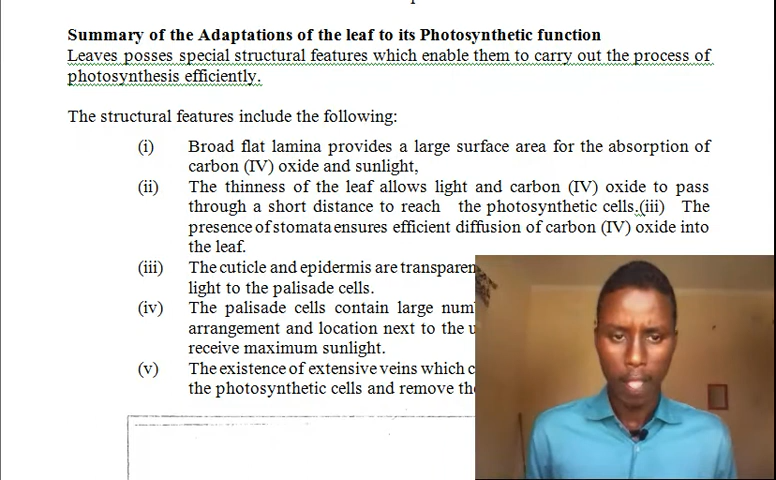 Summary of the Adaptations of the leaf to its Photosynthetic function
Leaves posses special structural features which enable them to carry out the process of
photosynthesis efficiently.
The structural features include the following:
(i) Broad flat lamina provides a large surface area for the absorption of
carbon (IV) oxide and sunlight,
(ii) The thinness of the leaf allows light and carbon (IV) oxide to pass
through a short distance to reach the photosynthetic cells,(iii) The
presence of stomata ensures efficient diffusion of carbon (IV) oxide into
the leaf.
(iii) The cuticle and epidermis are
light to the palisade cells.
(iv) The palisade cells contain large
arrangement and location next to the
receive maximum sunlight.
(v) The existence of extensive veins which
the photosynthetic cells and remove